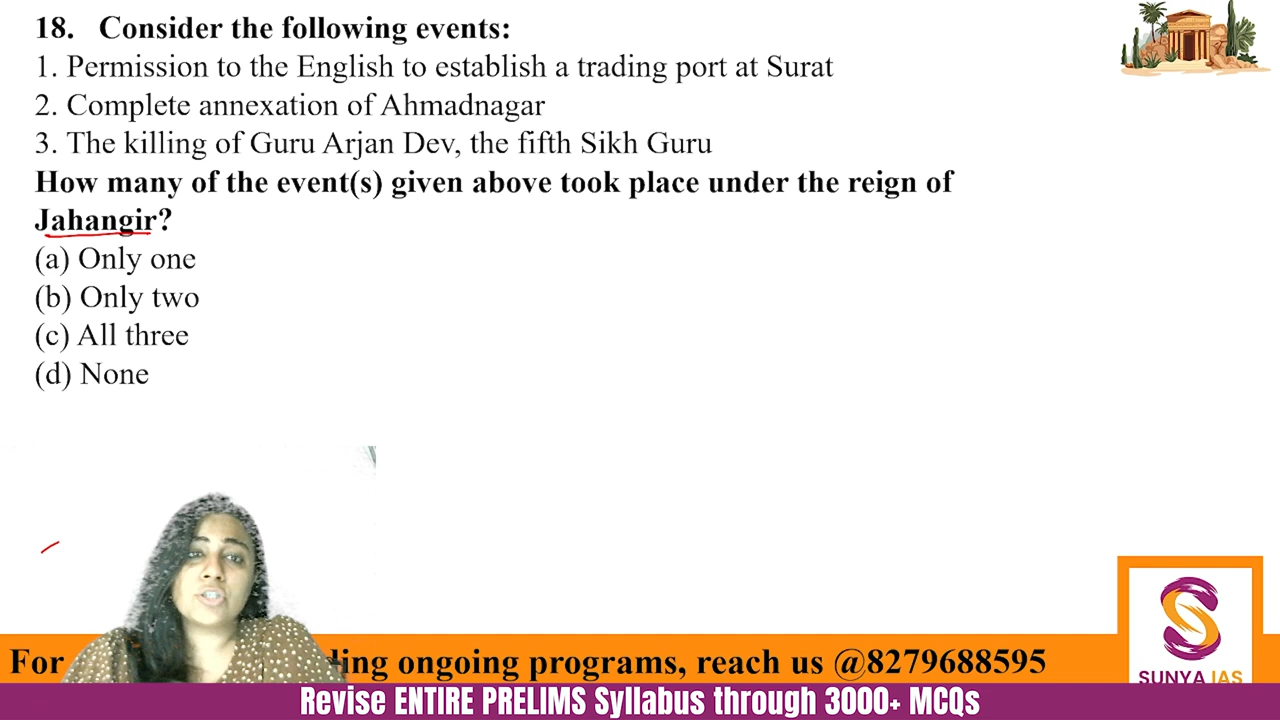 18. Consider the following events:
1. Permission to the English to establish a trading port at Surat
2. Complete annexation of Ahmadnagar
3. The killing of Guru Arjan Dev, the fifth Sikh Guru
How many of the event(s) given above took place under the reign of
Jahangir?
(a) Only one
(b) Only two
(c) All three
(d) None
For
ongoing programs, reach us @8279688595
SUNYA IAS
Revise ENTIRE PRELIMS Syllabus through 3000+ MCQs